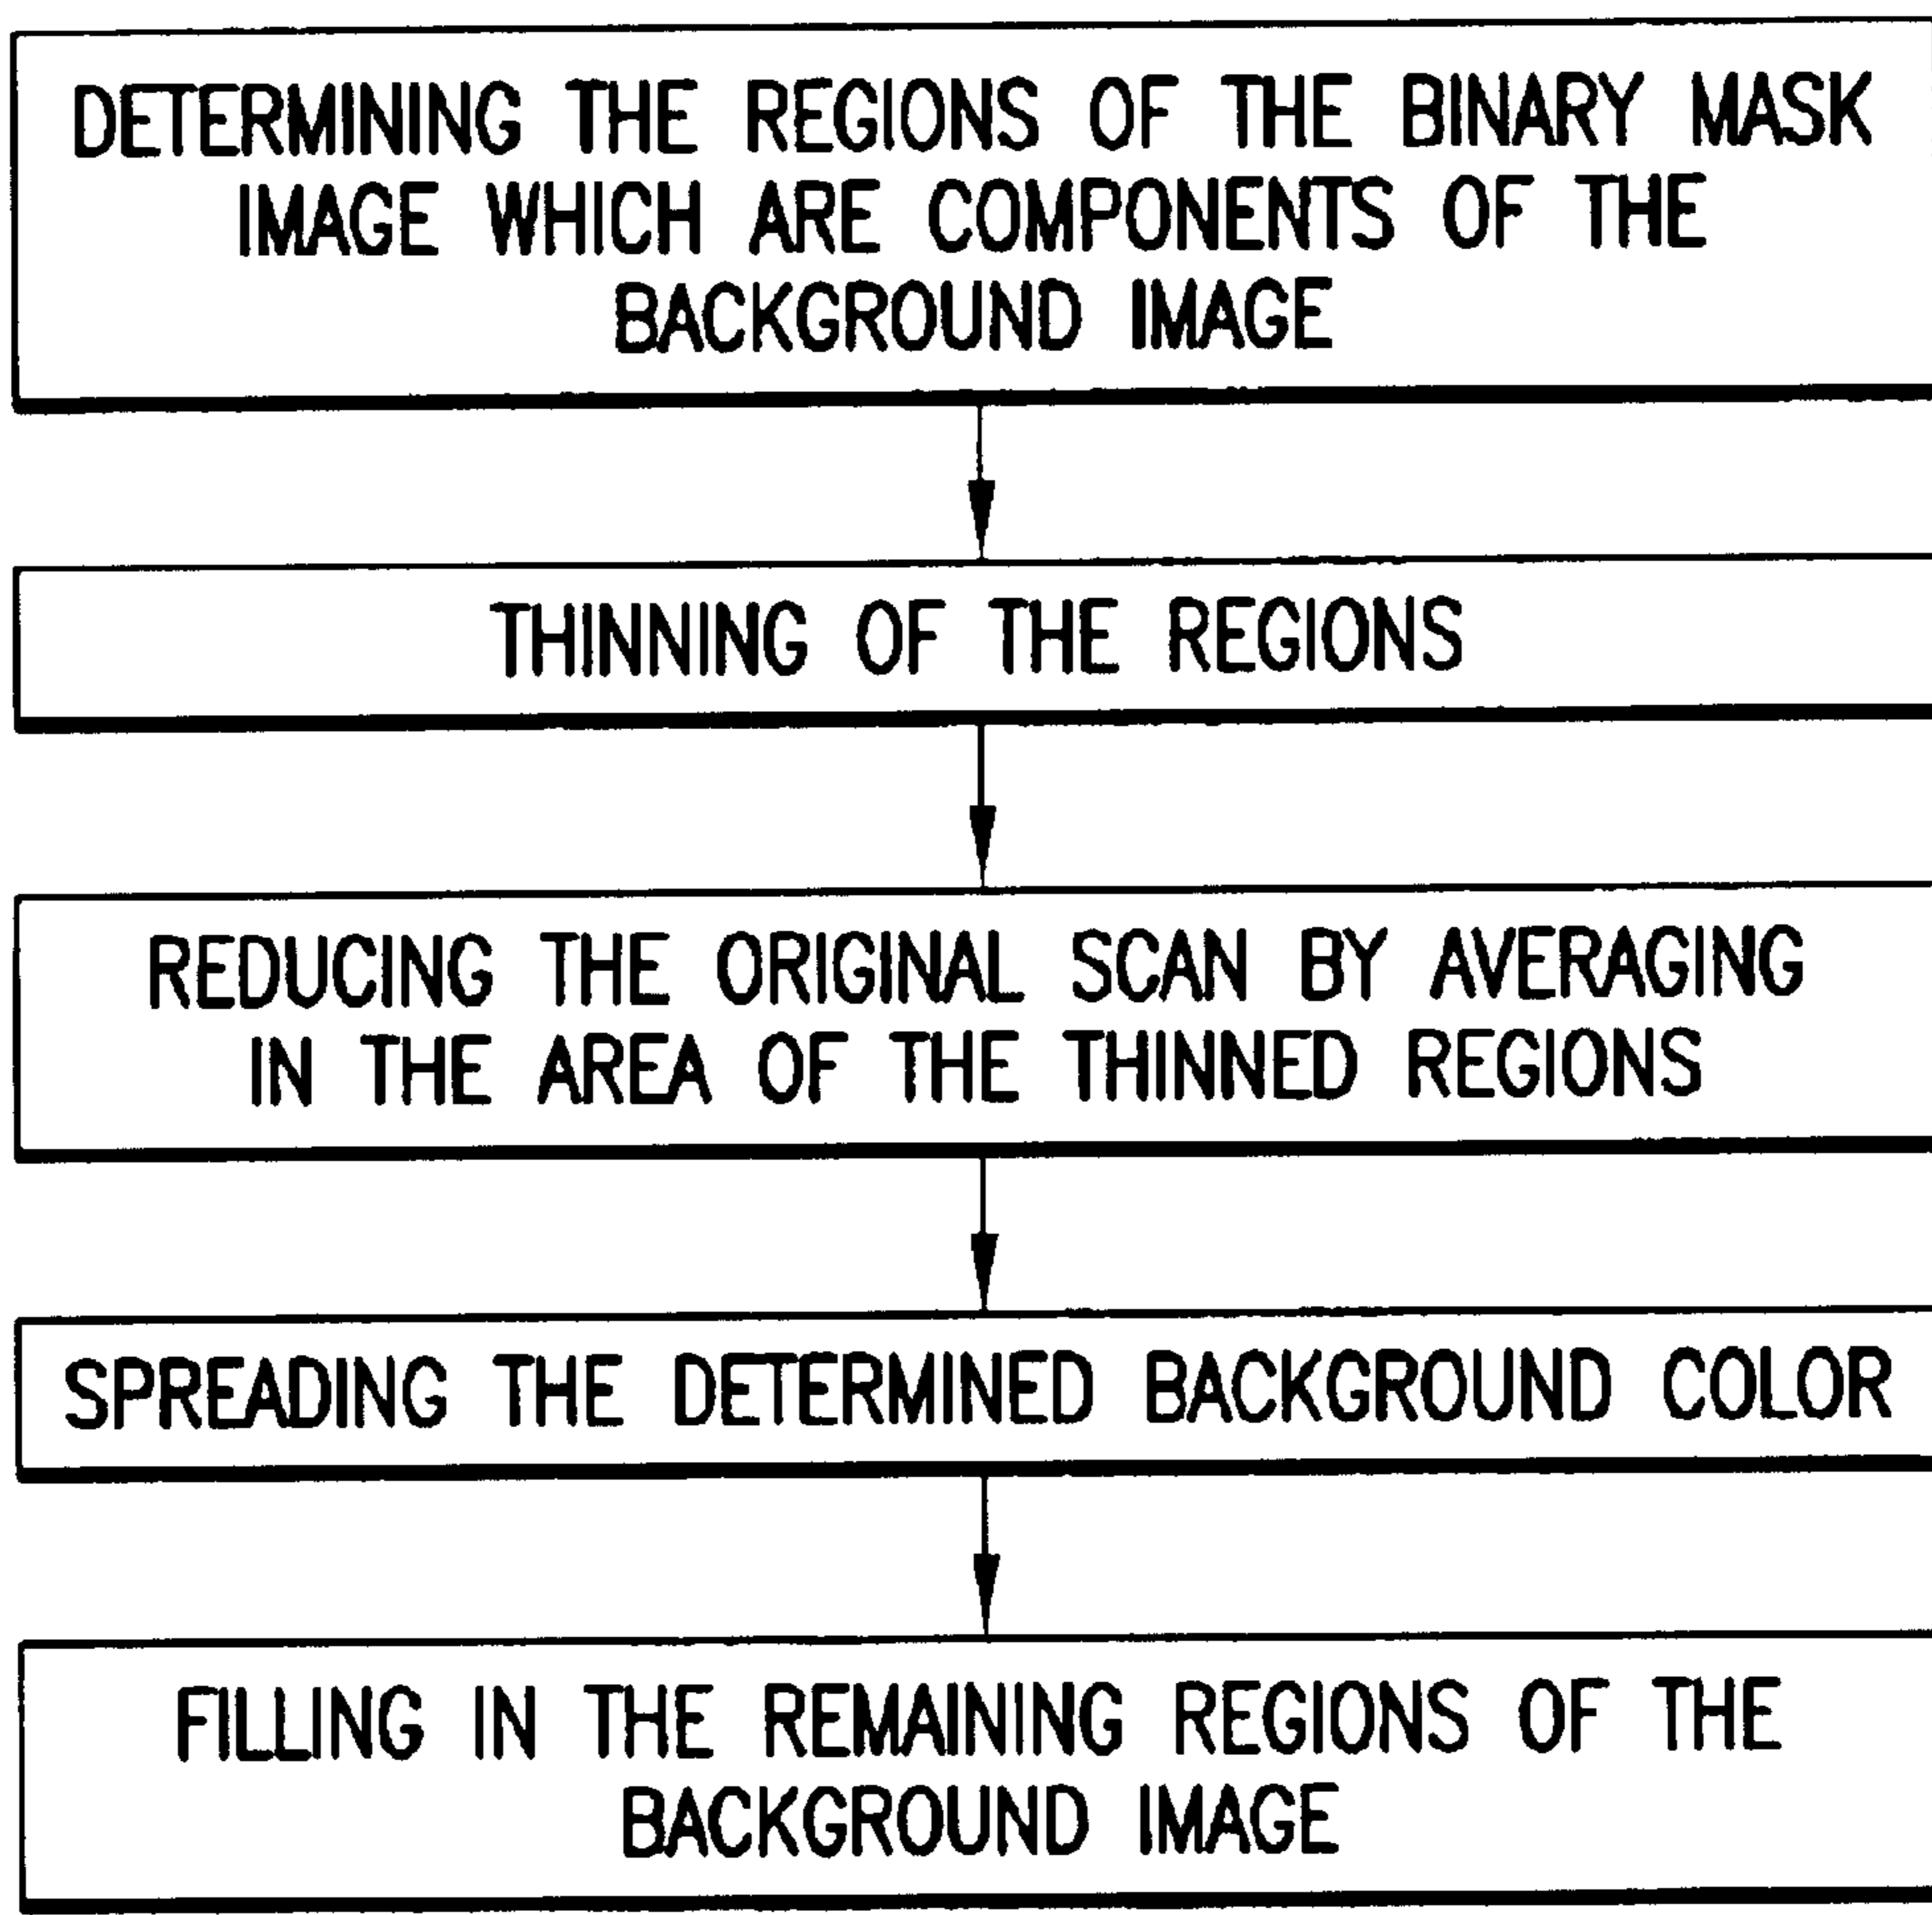 DETERMINING THE REGIONS OF THE BINARY MASK
IMAGE WHICH ARE COMPONENTS OF THE
BACKGROUND IMAGE
THINNING OF THE REGIONS
REDUCING THE ORIGINAL SCAN BY AVERAGING
IN THE AREA OF THE THINNED REGIONS
SPREADING THE DETERMINED BACKGROUND COLOR
FILLING IN THE REMAINING REGIONS OF THE
BACKGROUND IMAGE